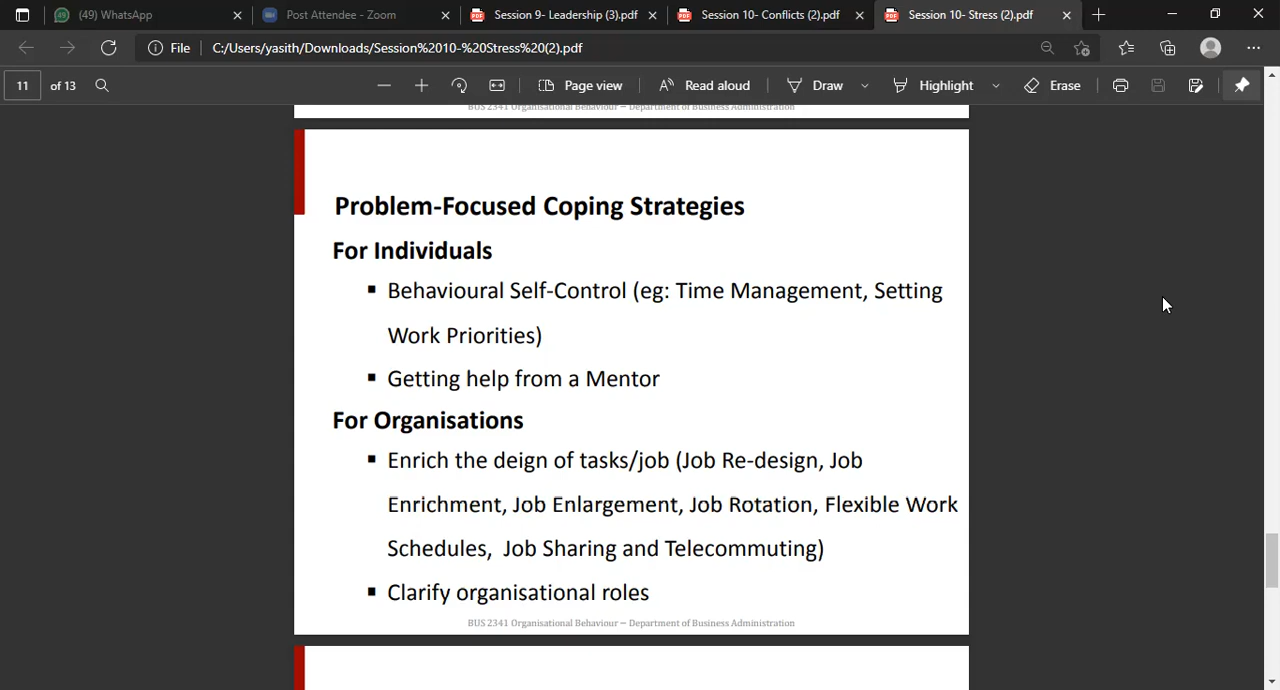 (49) WhatsApp
Post Attendee - Zoom
Session 9- Leadership (3).pdf
Session 10- Conflicts (2).pdf
Session 10- Stress (2).pdf
File
C:/Users/yasith/Downloads/Session%2010-%20Stress%20(2).pdf
11 of 13
Page view
Read aloud
Draw
Highlight
Erase
BUS 2341 Organisational Behaviour – Department of Business Administration
Problem-Focused Coping Strategies
For Individuals
▪ Behavioural Self-Control (eg: Time Management, Setting
Work Priorities)
▪ Getting help from a Mentor
For Organisations
▪ Enrich the deign of tasks/job (Job Re-design, Job
Enrichment, Job Enlargement, Job Rotation, Flexible Work
Schedules,  Job Sharing and Telecommuting)
▪ Clarify organisational roles
BUS 2341 Organisational Behaviour – Department of Business Administration